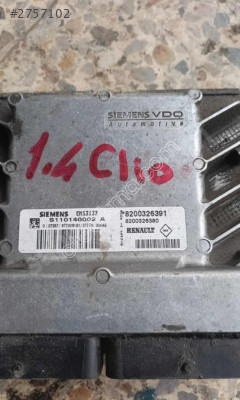 #2757102
SIEMENS VDO
Automotive
1.4 Clio
SIEMENS EMS3132
S110140002 A
8200326391
8200326380
RENAULT